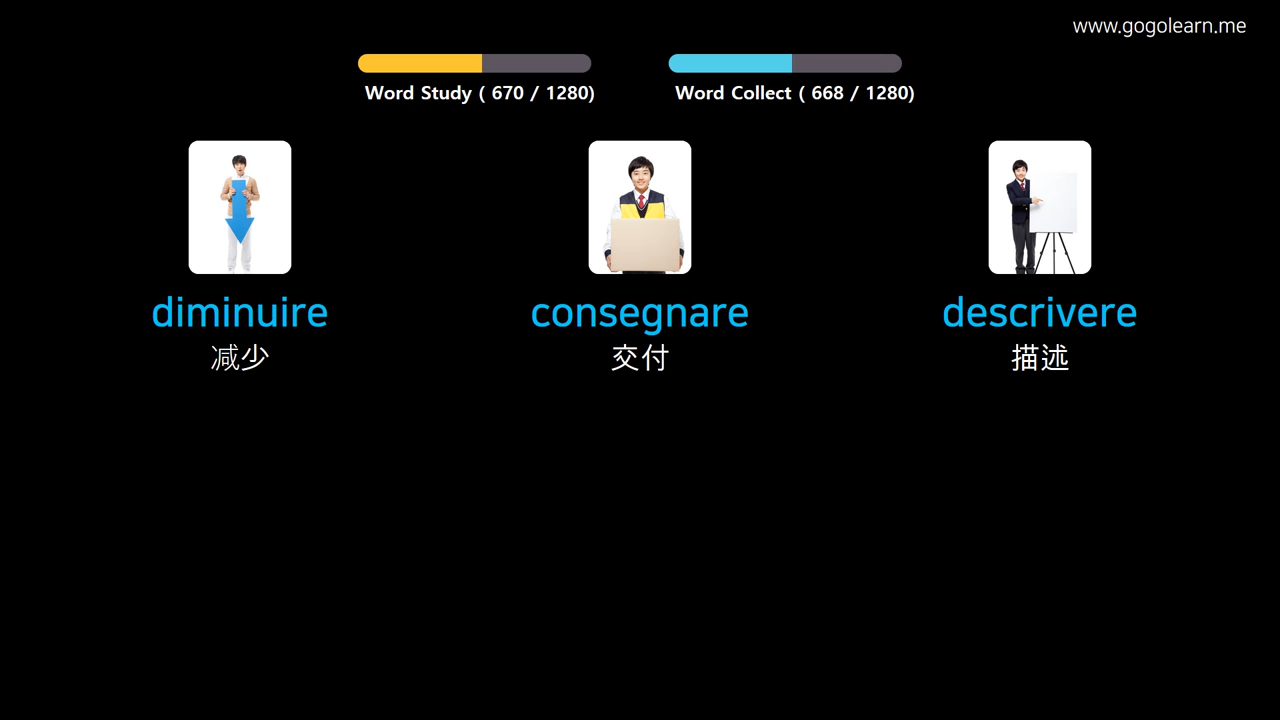 www.gogolearn.me
Word Study ( 670 / 1280)
Word Collect ( 668 / 1280)
diminuire
consegnare
descrivere
减少
交付
描述